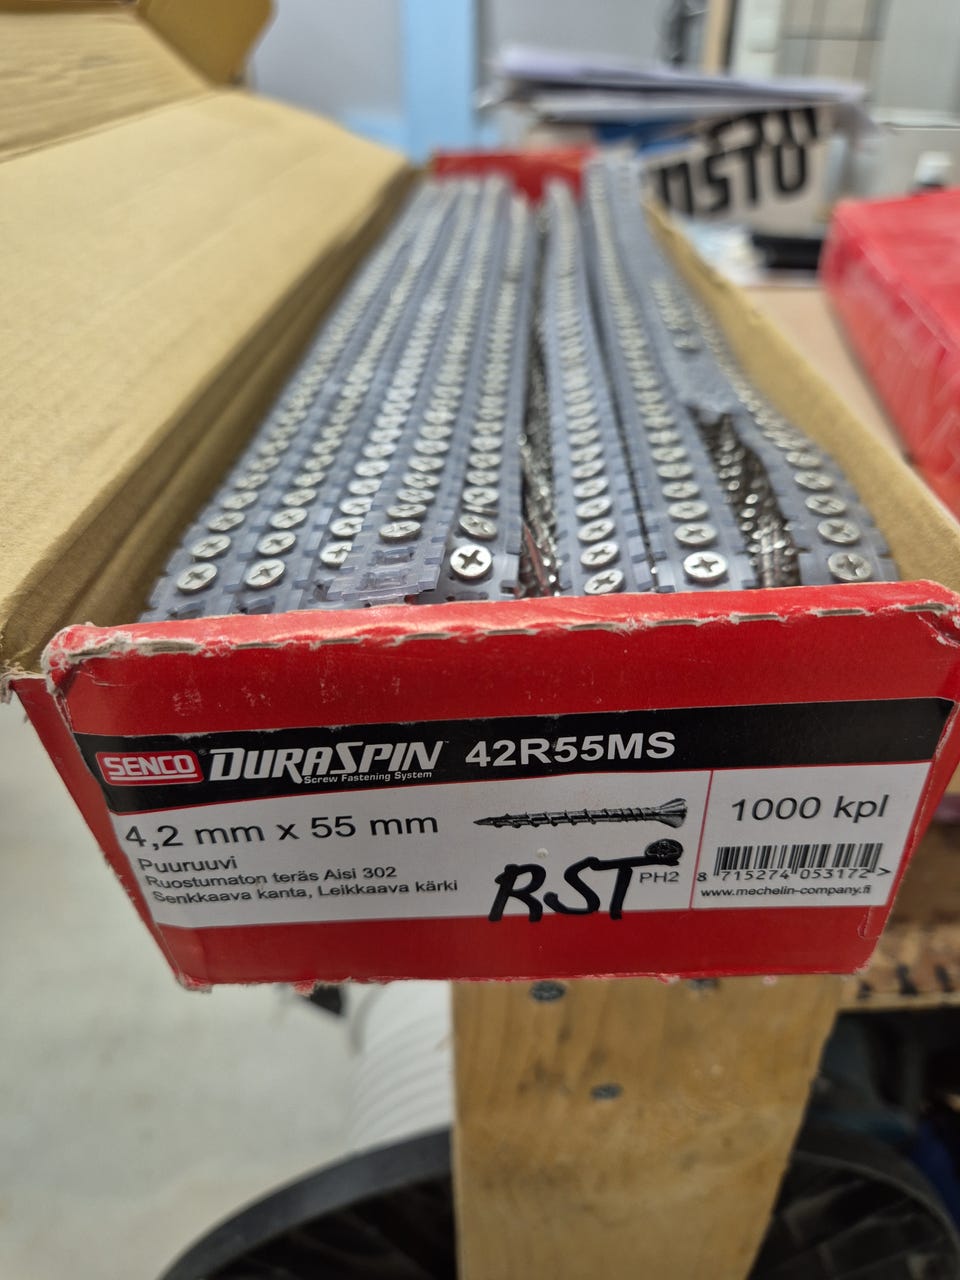 SENCO® DURASPIN™ 42R55MS
Screw Fastening System
4,2 mm x 55 mm
Puuruuvi
Ruostumaton teräs Aisi 302
Senkkaava kanta, Leikkaava kärki
RST
PH2
1000 kpl
8 715274 053172 >
www.mechelin-company.fi